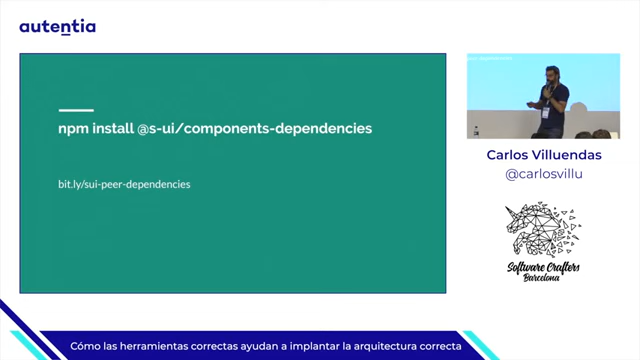 autentia
npm install @s-ui/components-dependencies
bit.ly/sui-peer-dependencies
Carlos Villuendas
@carlosvillu
Software Crafters
Barcelona
Cómo las herramientas correctas ayudan a implantar la arquitectura correcta